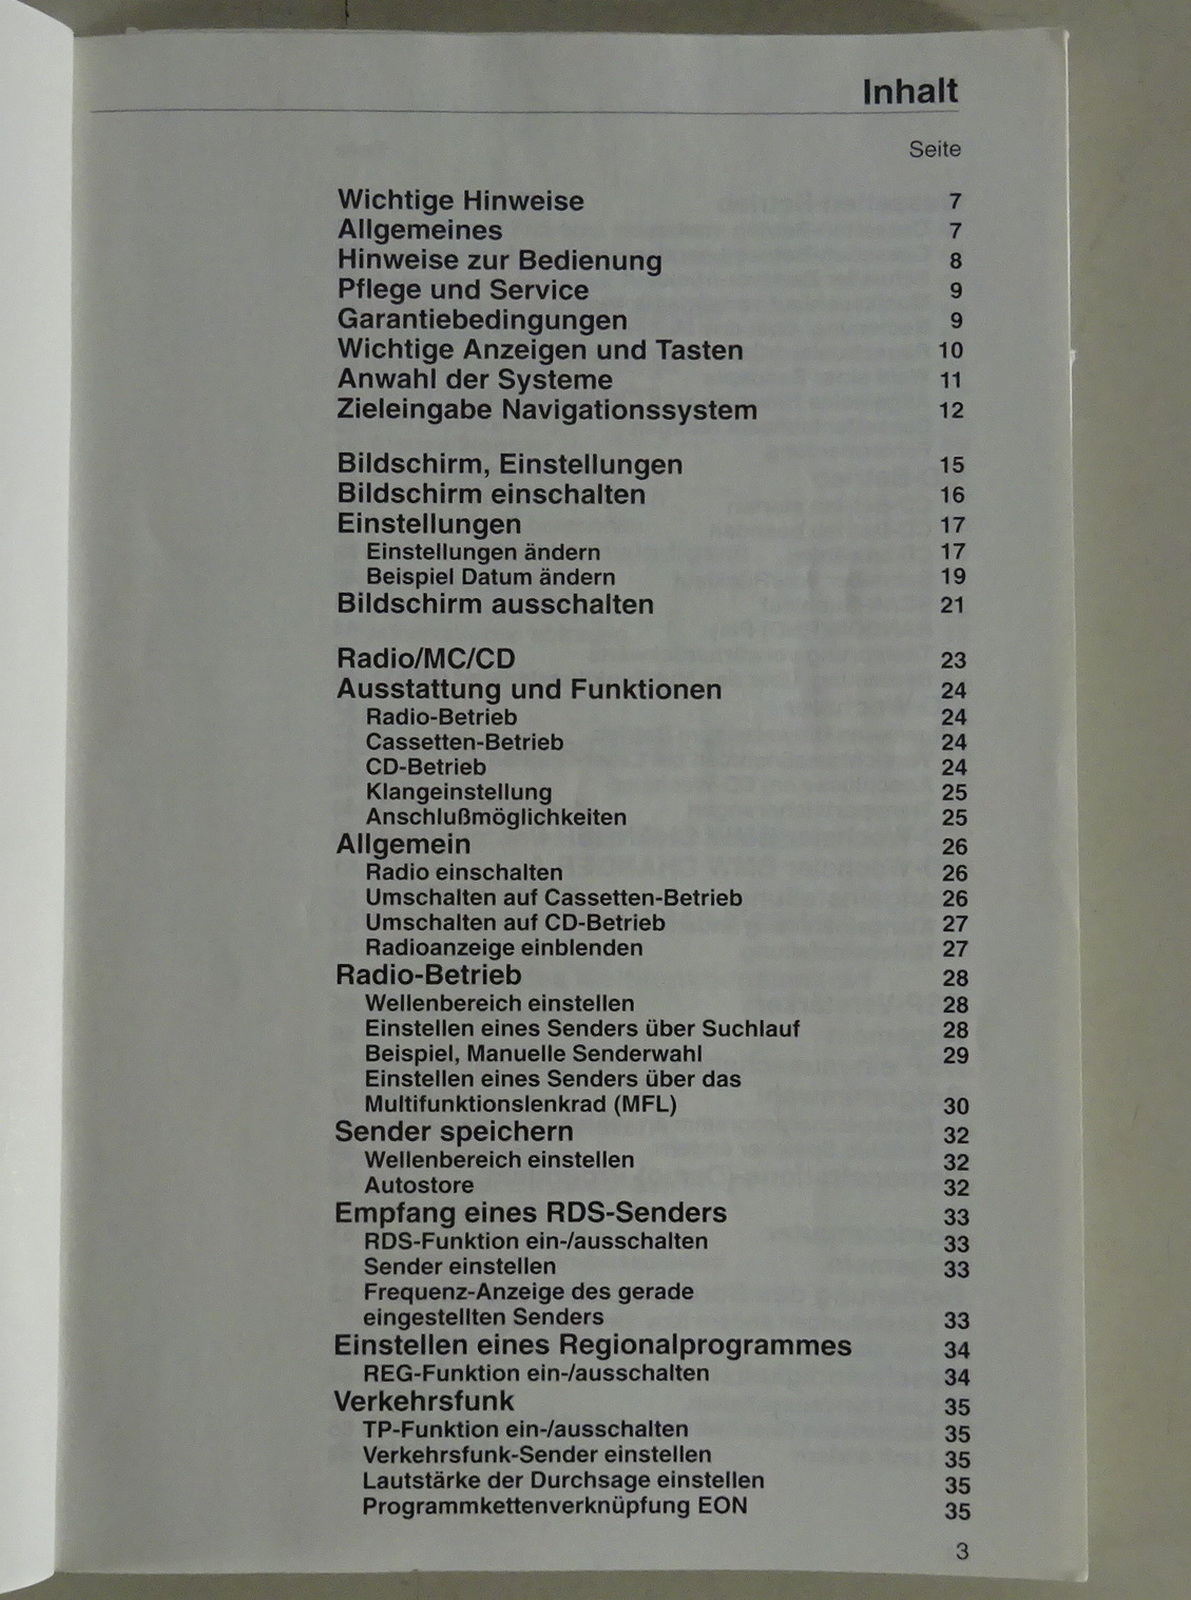 Inhalt
Seite
Wichtige Hinweise 7
Allgemeines 7
Hinweise zur Bedienung 8
Pflege und Service 9
Garantiebedingungen 9
Wichtige Anzeigen und Tasten 10
Anwahl der Systeme 11
Zieleingabe Navigationssystem 12
Bildschirm, Einstellungen 15
Bildschirm einschalten 16
Einstellungen 17
Einstellungen ändern 17
Beispiel Datum ändern 19
Bildschirm ausschalten 21
Radio/MC/CD 23
Ausstattung und Funktionen 24
Radio-Betrieb 24
Cassetten-Betrieb 24
CD-Betrieb 24
Klangeinstellung 25
Anschlußmöglichkeiten 25
Allgemein 26
Radio einschalten 26
Umschalten auf Cassetten-Betrieb 26
Umschalten auf CD-Betrieb 27
Radioanzeige einblenden 27
Radio-Betrieb 28
Wellenbereich einstellen 28
Einstellen eines Senders über Suchlauf 28
Beispiel, Manuelle Senderwahl 29
Einstellen eines Senders über das
Multifunktionslenkrad (MFL) 30
Sender speichern 32
Wellenbereich einstellen 32
Autostore 32
Empfang eines RDS-Senders 33
RDS-Funktion ein-/ausschalten 33
Sender einstellen 33
Frequenz-Anzeige des gerade
eingestellten Senders 33
Einstellen eines Regionalprogrammes 34
REG-Funktion ein-/ausschalten 34
Verkehrsfunk 35
TP-Funktion ein-/ausschalten 35
Verkehrsfunk-Sender einstellen 35
Lautstärke der Durchsage einstellen 35
Programmkettenverknüpfung EON 35
3